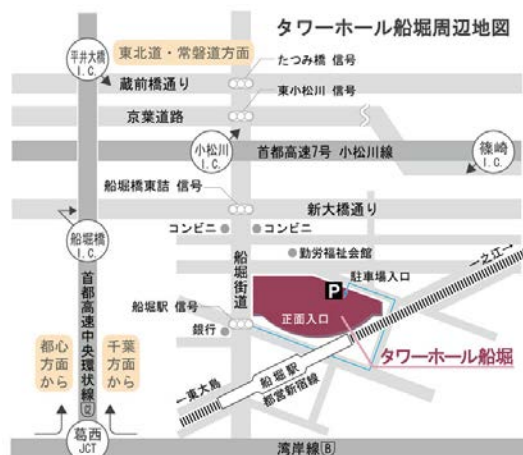 タワーホール船堀周辺地図
平井大橋
I.C.
東北道・常磐道方面
たつみ橋 信号
蔵前橋通り
東小松川 信号
京葉道路
小松川
I.C.
首都高速7号 小松川線
篠崎
I.C.
船堀橋東詰 信号
新大橋通り
船堀橋
I.C.
コンビニ
コンビニ
勤労福祉会館
船堀街道
一之江→
駐車場入口
P
首都高速中央環状線
C2
船堀駅 信号
正面入口
銀行
タワーホール船堀
都心
方面
から
千葉
方面
から
船堀駅
都営新宿線
←東大島
葛西
JCT
湾岸線B